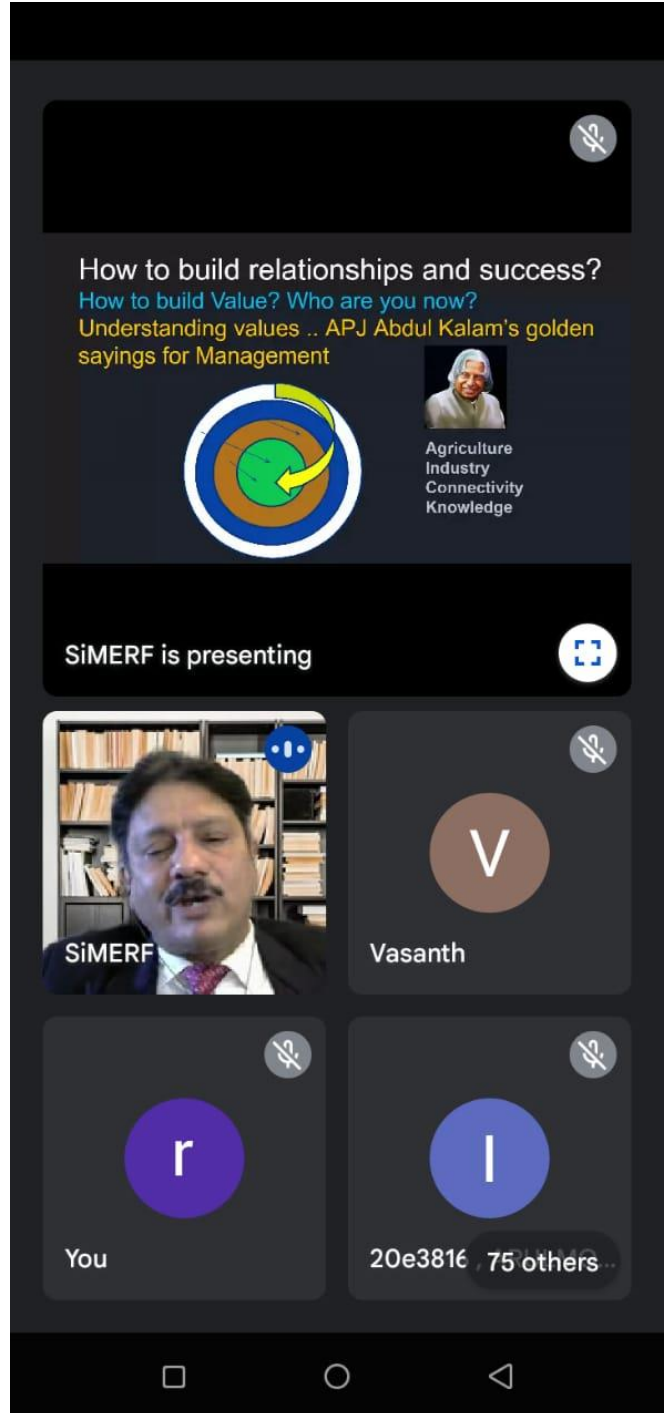 How to build relationships and success?
How to build Value? Who are you now?
Understanding values .. APJ Abdul Kalam's golden
sayings for Management
Agriculture
Industry
Connectivity
Knowledge
SiMERF is presenting
SiMERF
V
Vasanth
r
You
I
20e3816
75 others